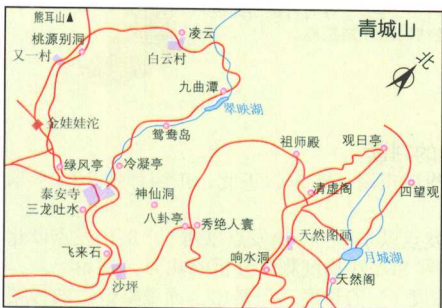 青城山
北
熊耳山▲
桃源别洞
又一村
凌云
白云村
九曲潭
翠映湖
金娃娃沱
鸳鸯岛
祖师殿
观日亭
绿风亭
冷凝亭
清虚阁
四望观
泰安寺
神仙洞
三龙吐水
八卦亭
秀绝人寰
天然图画
飞来石
响水洞
月城湖
沙坪
天然阁